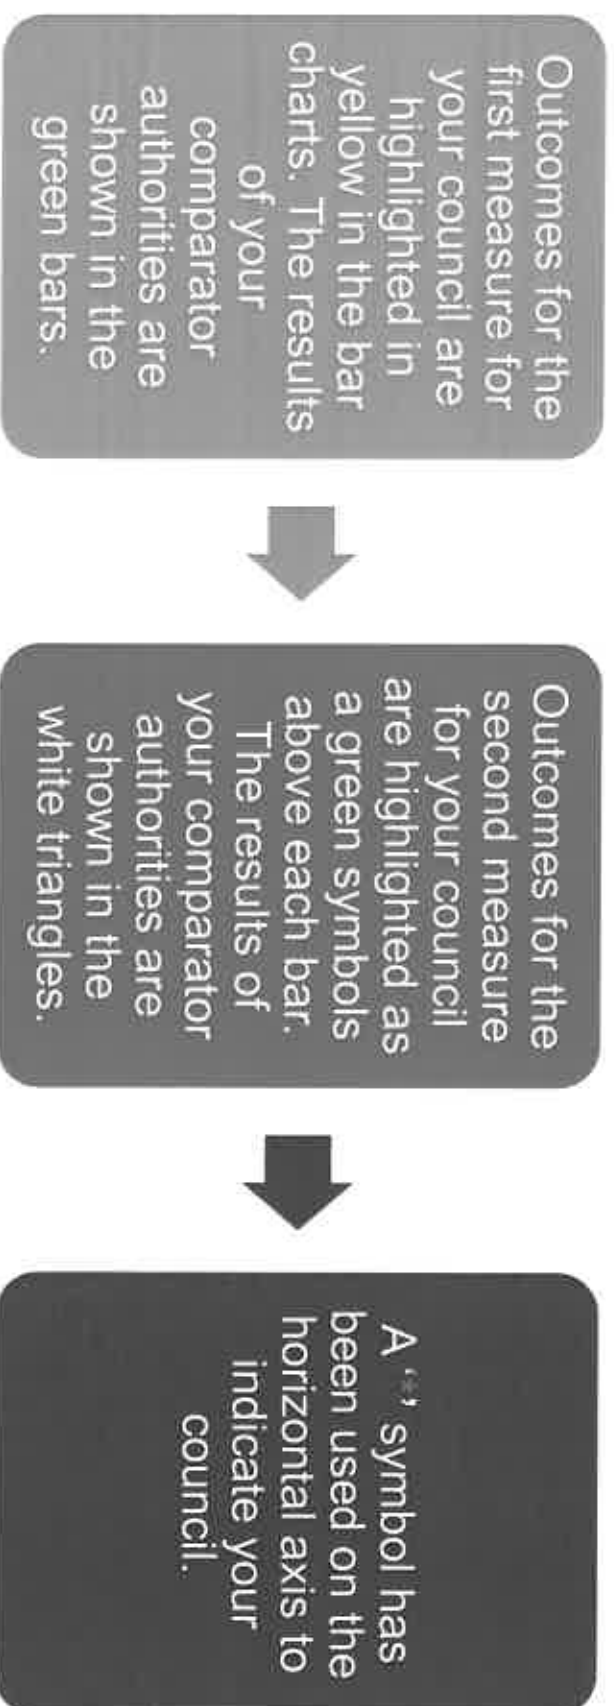 Outcomes for the
first measure for
your council are
highlighted in
yellow in the bar
charts. The results
of your
comparator
authorities are
shown in the
green bars.
Outcomes for the
second measure
for your council
are highlighted as
a green symbols
above each bar.
The results of
your comparator
authorities are
shown in the
white triangles.
A '*' symbol has
been used on the
horizontal axis to
indicate your
council.